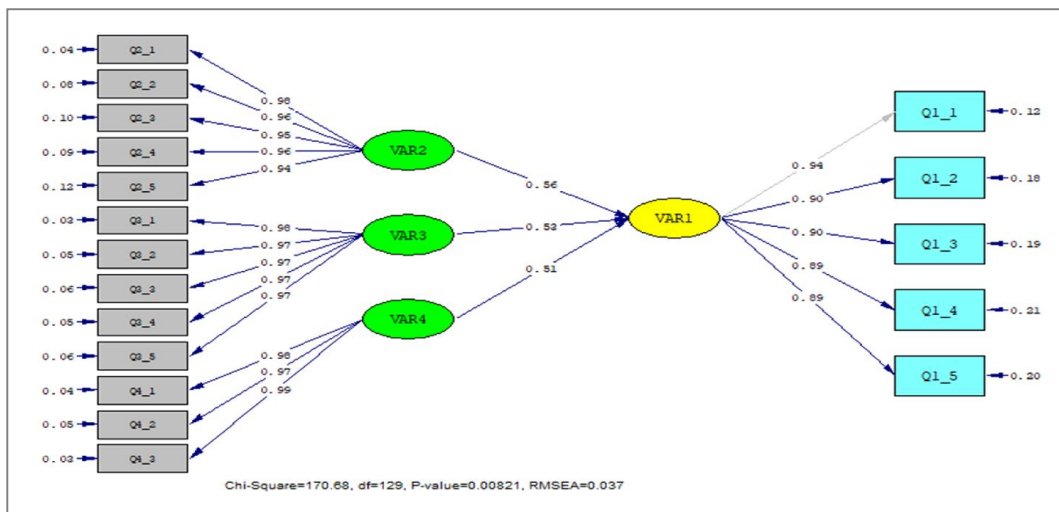 0.04 Q2_1
0.08 Q2_2
0.10 Q2_3
0.09 Q2_4
0.12 Q2_5
0.03 Q3_1
0.05 Q3_2
0.06 Q3_3
0.05 Q3_4
0.06 Q3_5
0.04 Q4_1
0.05 Q4_2
0.03 Q4_3
0.98
0.96
0.95
0.96
0.94
0.98
0.97
0.97
0.97
0.97
0.98
0.97
0.99
VAR2
VAR3
VAR4
0.56
0.53
0.51
VAR1
0.94
0.90
0.90
0.89
0.89
Q1_1 0.12
Q1_2 0.18
Q1_3 0.19
Q1_4 0.21
Q1_5 0.20
Chi-Square=170.68, df=129, P-value=0.00821, RMSEA=0.037